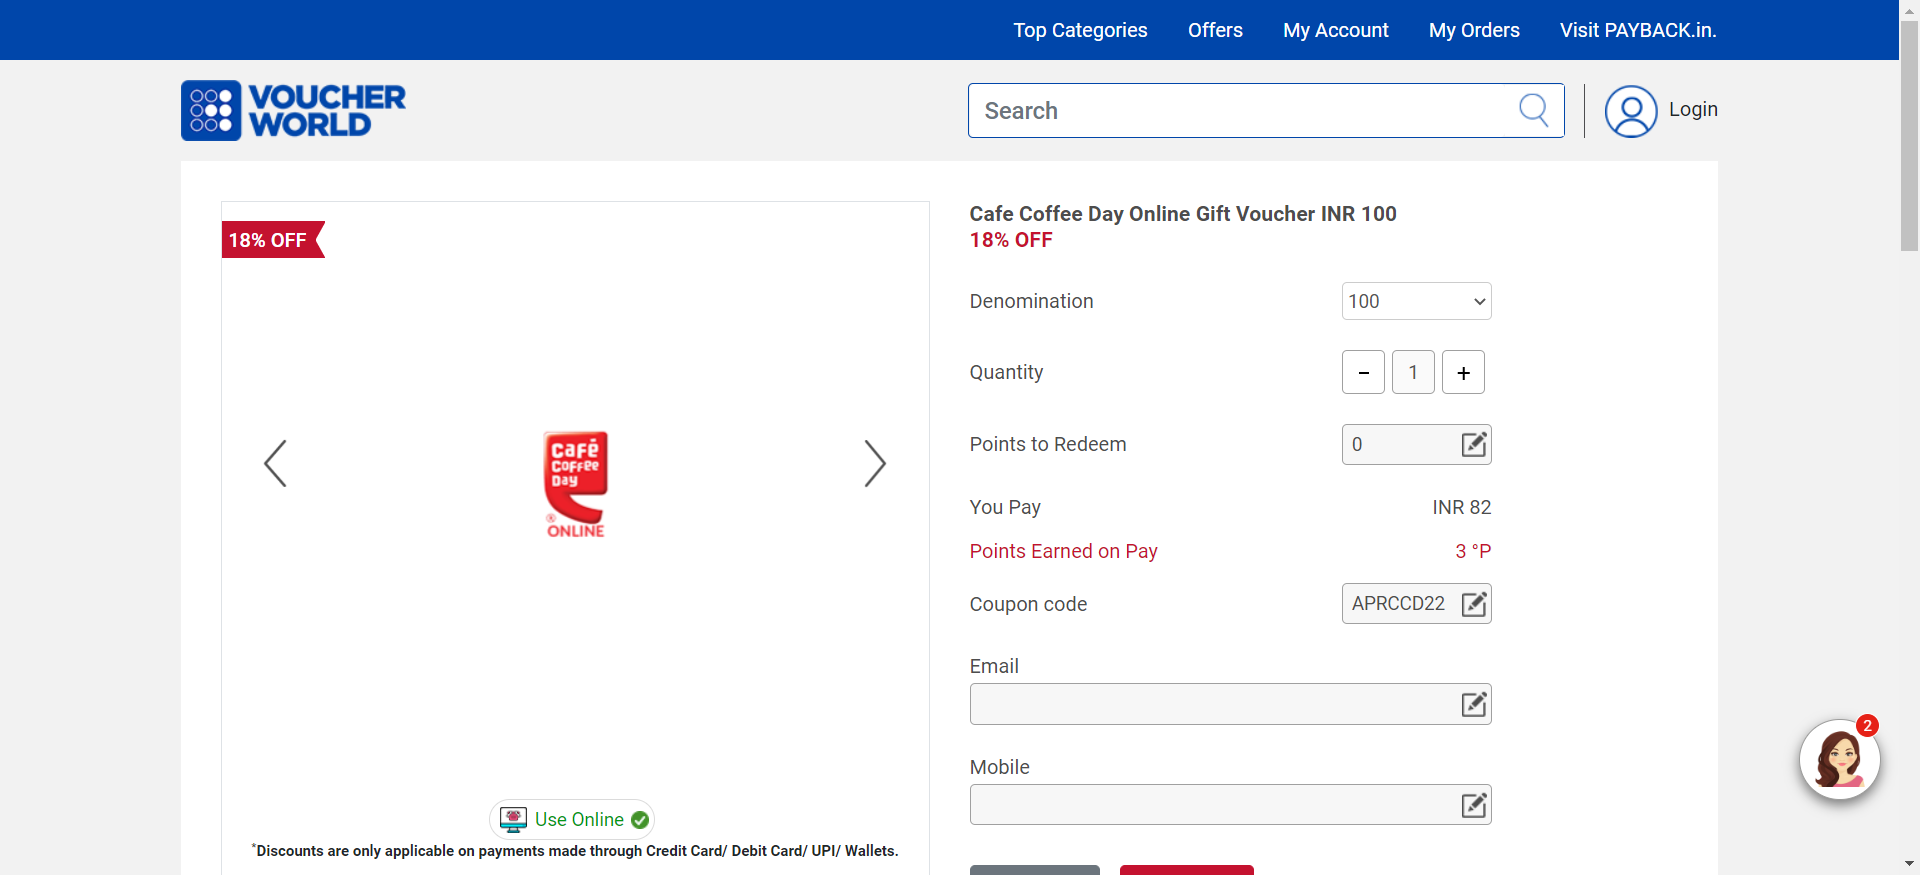 Top Categories Offers My Account My Orders Visit PAYBACK.in.
VOUCHER
WORLD
Search
Login
18% OFF
Café
Coffee
Day
®
ONLINE
Use Online
*Discounts are only applicable on payments made through Credit Card/ Debit Card/ UPI/ Wallets.
Cafe Coffee Day Online Gift Voucher INR 100
18% OFF
Denomination 100
Quantity - 1 +
Points to Redeem 0
You Pay INR 82
Points Earned on Pay 3 °P
Coupon code APRCCD22
Email
Mobile
2